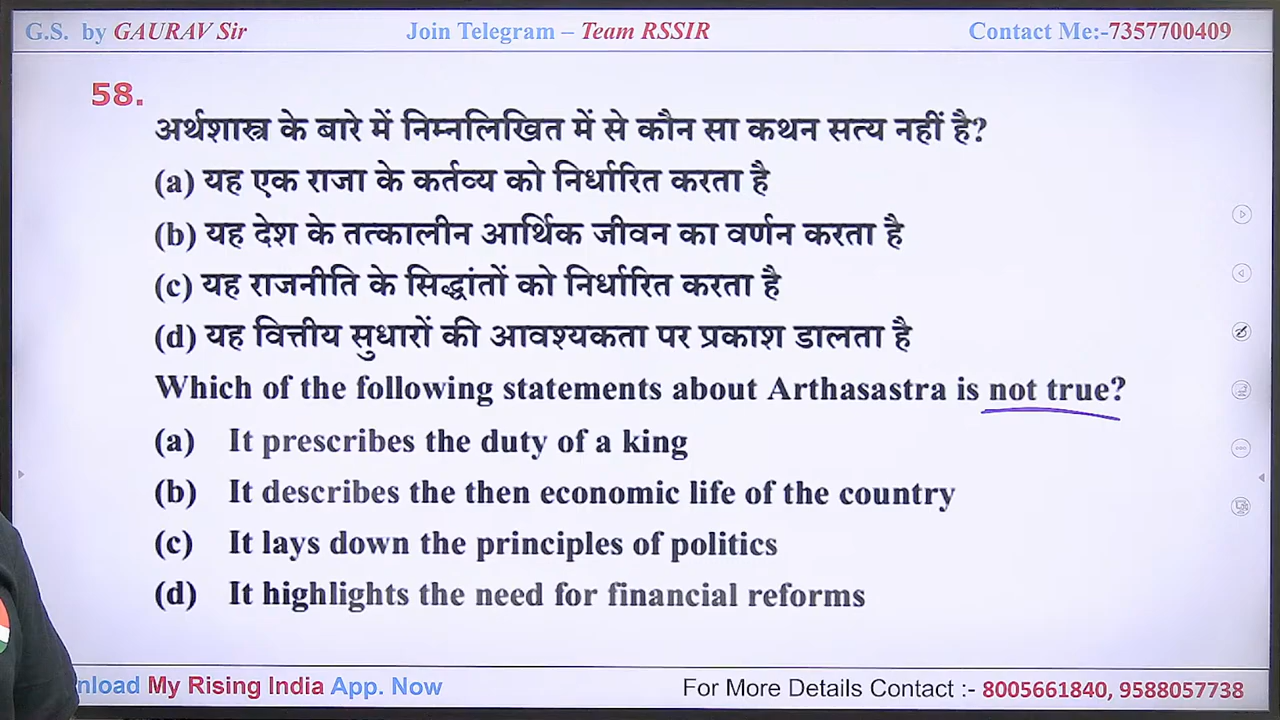 G.S. by GAURAV Sir
Join Telegram – Team RSSIR
Contact Me:-7357700409
58.
अर्थशास्त्र के बारे में निम्नलिखित में से कौन सा कथन सत्य नहीं है?
(a) यह एक राजा के कर्तव्य को निर्धारित करता है
(b) यह देश के तत्कालीन आर्थिक जीवन का वर्णन करता है
(c) यह राजनीति के सिद्धांतों को निर्धारित करता है
(d) यह वित्तीय सुधारों की आवश्यकता पर प्रकाश डालता है
Which of the following statements about Arthasastra is not true?
(a) It prescribes the duty of a king
(b) It describes the then economic life of the country
(c) It lays down the principles of politics
(d) It highlights the need for financial reforms
nload My Rising India App. Now
For More Details Contact :- 8005661840, 9588057738